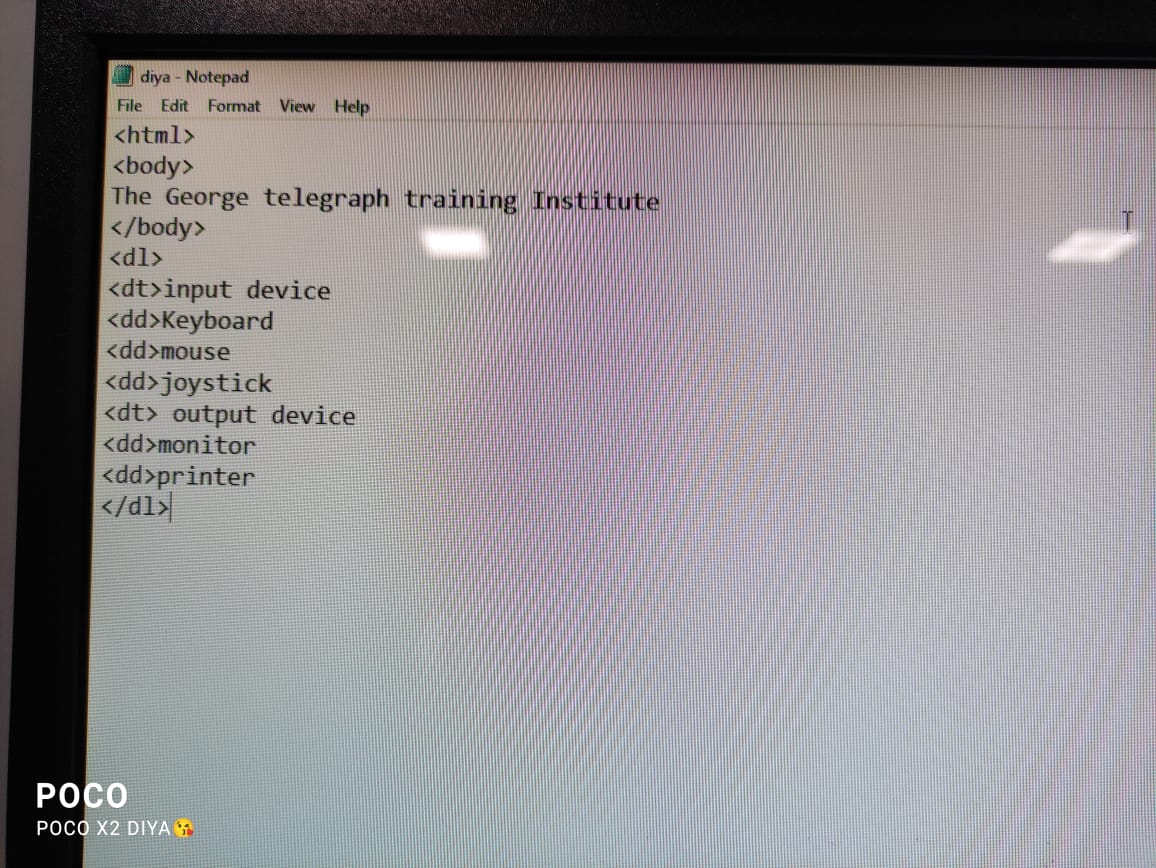 diya - Notepad
File Edit Format View Help
<html>
<body>
The George telegraph training Institute
</body>
<dl>
<dt>input device
<dd>Keyboard
<dd>mouse
<dd>joystick
<dt> output device
<dd>monitor
<dd>printer
</dl>
POCO
POCO X2 DIYA😘